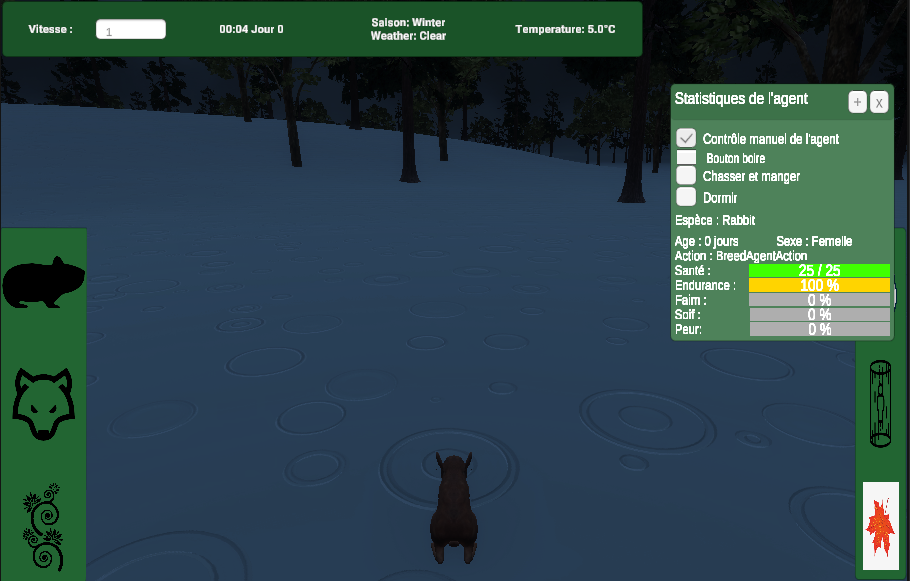 Vitesse :
1
00:04 Jour 0
Saison: Winter
Weather: Clear
Temperature: 5.0°C
Statistiques de l'agent
+
x
Contrôle manuel de l'agent
Bouton boire
Chasser et manger
Dormir
Espèce : Rabbit
Age : 0 jours Sexe : Femelle
Action : BreedAgentAction
Santé : 25 / 25
Endurance : 100 %
Faim : 0 %
Soif : 0 %
Peur: 0 %